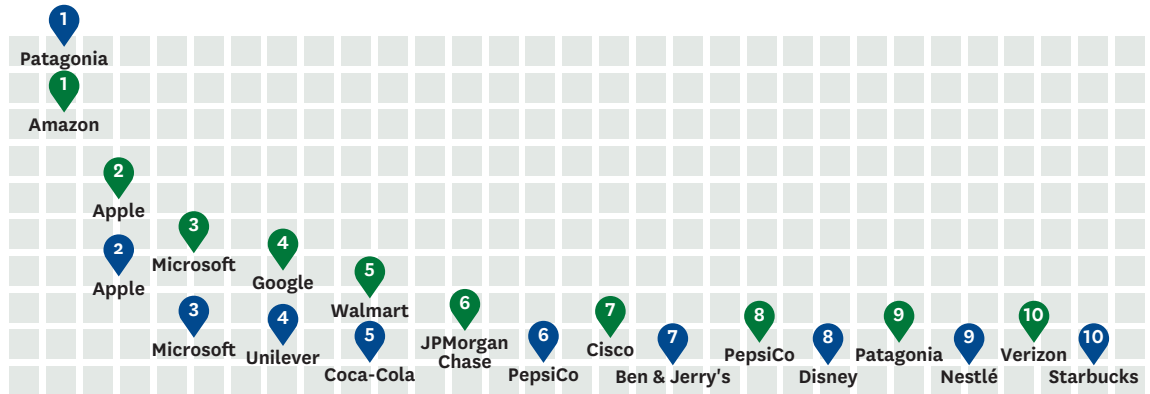 1
Patagonia
1
Amazon
2
Apple
2
Apple
3
Microsoft
3
Microsoft
4
Google
4
Unilever
5
Walmart
5
Coca-Cola
6
JPMorgan
Chase
6
PepsiCo
7
Cisco
7
Ben & Jerry's
8
PepsiCo
8
Disney
9
Patagonia
9
Nestlé
10
Verizon
10
Starbucks